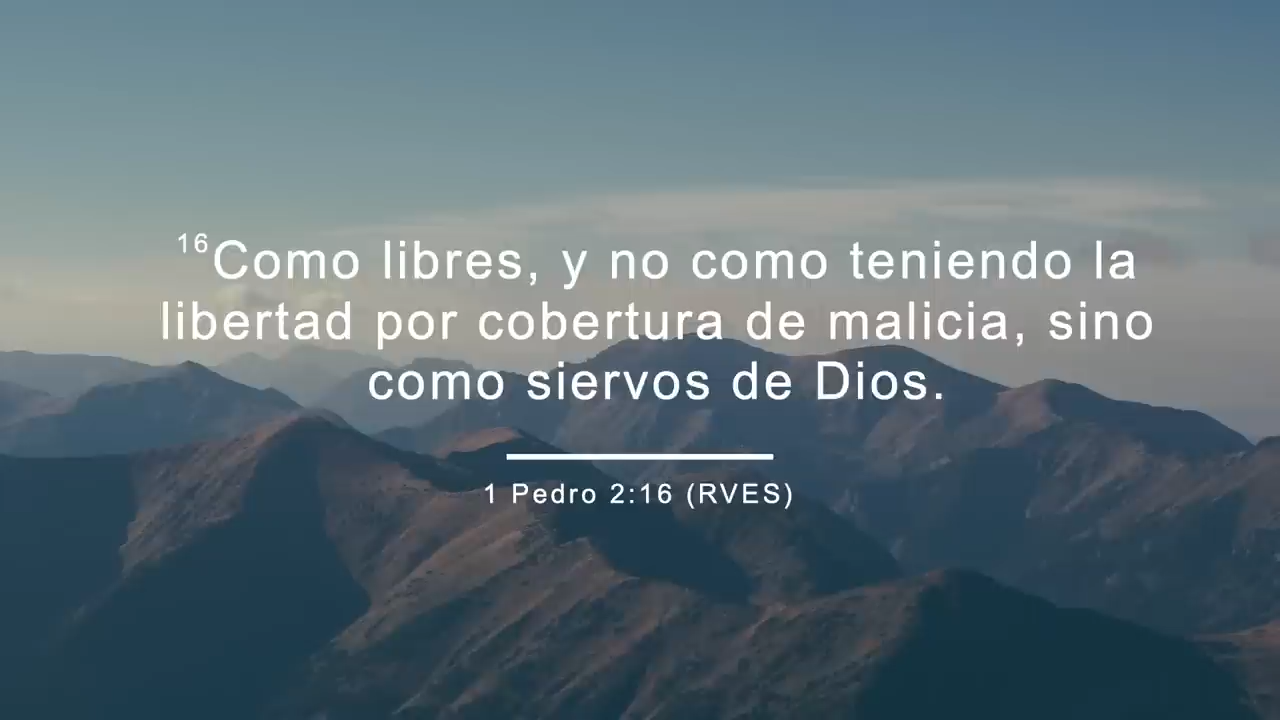 16Como libres, y no como teniendo la
libertad por cobertura de malicia, sino
como siervos de Dios.
1 Pedro 2:16 (RVES)